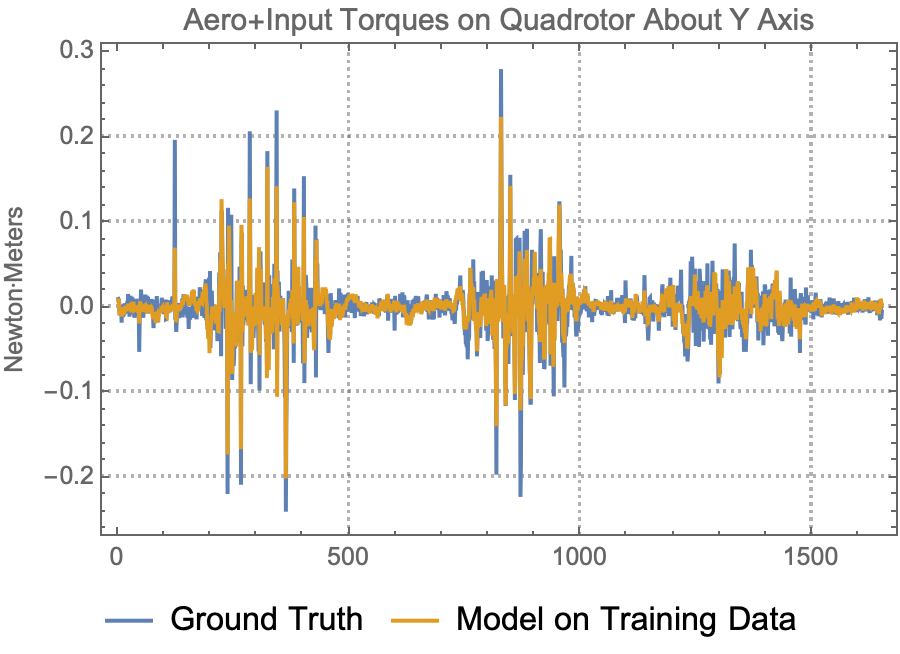 Aero+Input Torques on Quadrotor About Y Axis
0.3
0.2
0.1
0.0
−0.1
−0.2
Newton·Meters
0 500 1000 1500
Ground Truth Model on Training Data